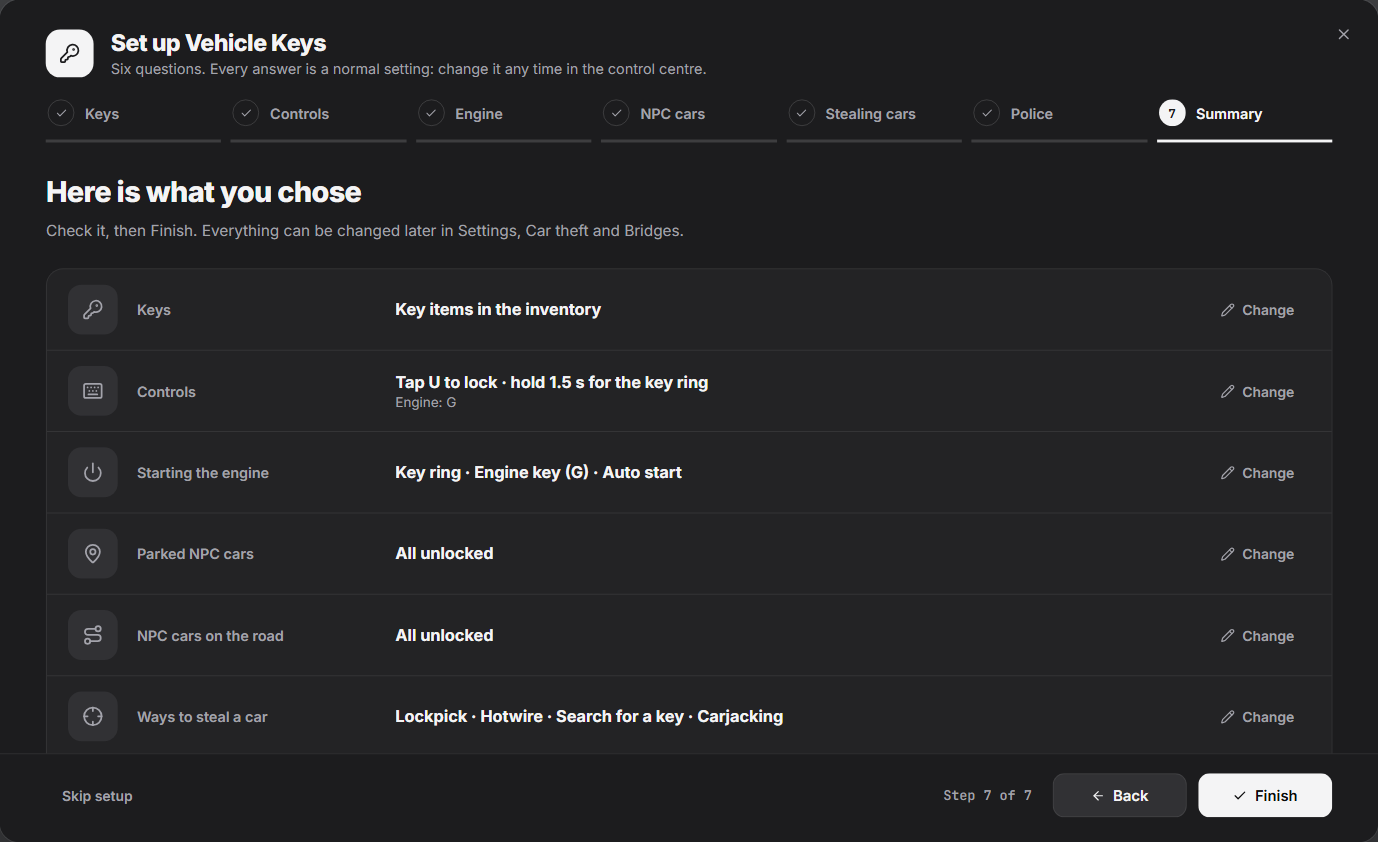 Set up Vehicle Keys
Six questions. Every answer is a normal setting: change it any time in the control centre.
Keys
Controls
Engine
NPC cars
Stealing cars
Police
7 Summary
Here is what you chose
Check it, then Finish. Everything can be changed later in Settings, Car theft and Bridges.
Keys Key items in the inventory Change
Controls Tap U to lock · hold 1.5 s for the key ring Change
Engine: G
Starting the engine Key ring · Engine key (G) · Auto start Change
Parked NPC cars All unlocked Change
NPC cars on the road All unlocked Change
Ways to steal a car Lockpick · Hotwire · Search for a key · Carjacking Change
Skip setup Step 7 of 7 Back Finish